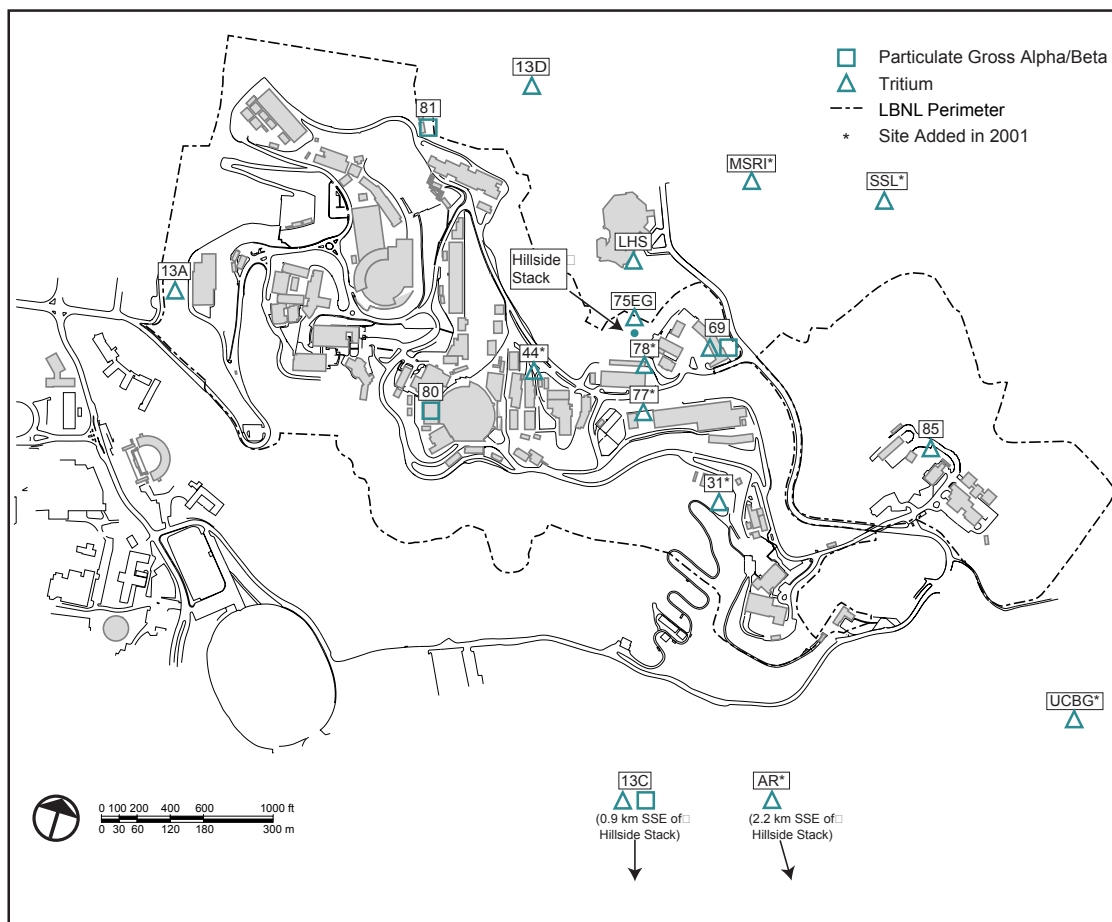 13D
Particulate Gross Alpha/Beta
Tritium
LBNL Perimeter
* Site Added in 2001
81
MSRI*
SSL*
LHS
Hillside
Stack
13A
75EG
69
44*
78*
80
77*
85
31*
UCBG*
13C
(0.9 km SSE of
Hillside Stack)
AR*
(2.2 km SSE of
Hillside Stack)
0 100 200 400 600 1000 ft
0 30 60 120 180 300 m